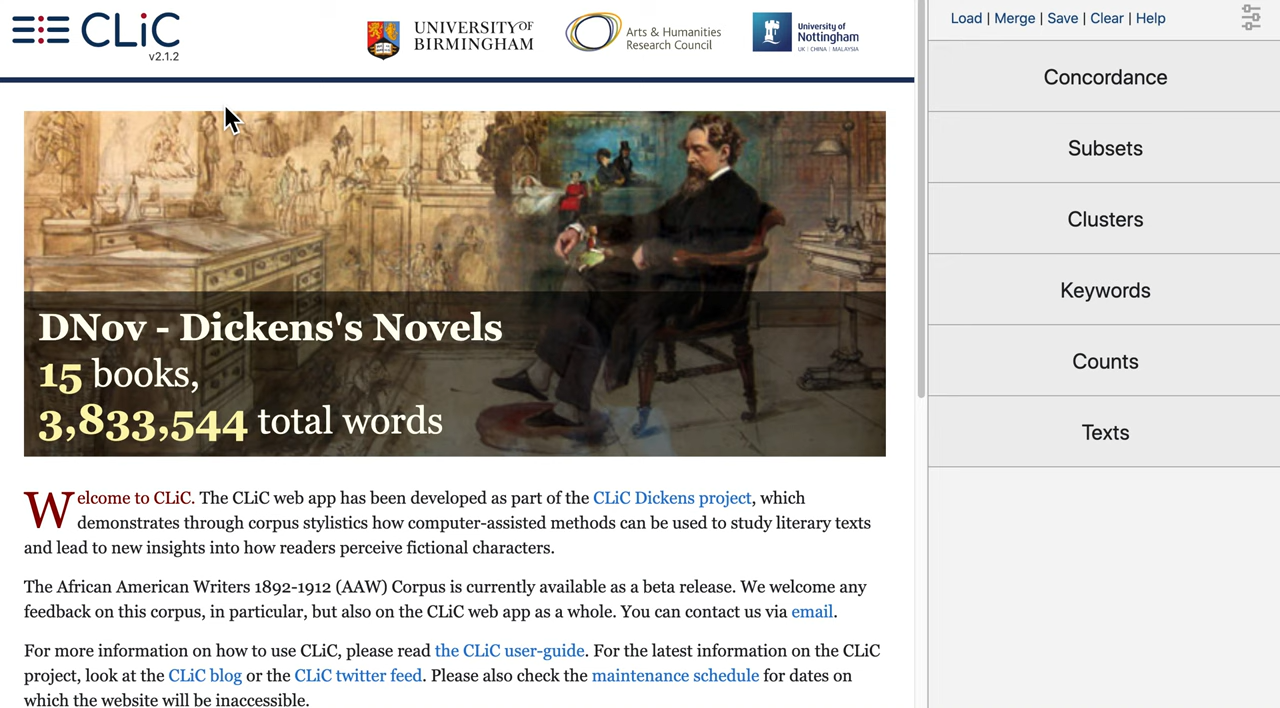 CLiC
v2.1.2
UNIVERSITY OF
BIRMINGHAM
Arts & Humanities
Research Council
University of
Nottingham
UK | CHINA | MALAYSIA
Load | Merge | Save | Clear | Help
Concordance
Subsets
Clusters
Keywords
Counts
Texts
DNov - Dickens's Novels
15 books,
3,833,544 total words
Welcome to CLiC. The CLiC web app has been developed as part of the CLiC Dickens project, which
demonstrates through corpus stylistics how computer-assisted methods can be used to study literary texts
and lead to new insights into how readers perceive fictional characters.
The African American Writers 1892-1912 (AAW) Corpus is currently available as a beta release. We welcome any
feedback on this corpus, in particular, but also on the CLiC web app as a whole. You can contact us via email.
For more information on how to use CLiC, please read the CLiC user-guide. For the latest information on the CLiC
project, look at the CLiC blog or the CLiC twitter feed. Please also check the maintenance schedule for dates on
which the website will be inaccessible.